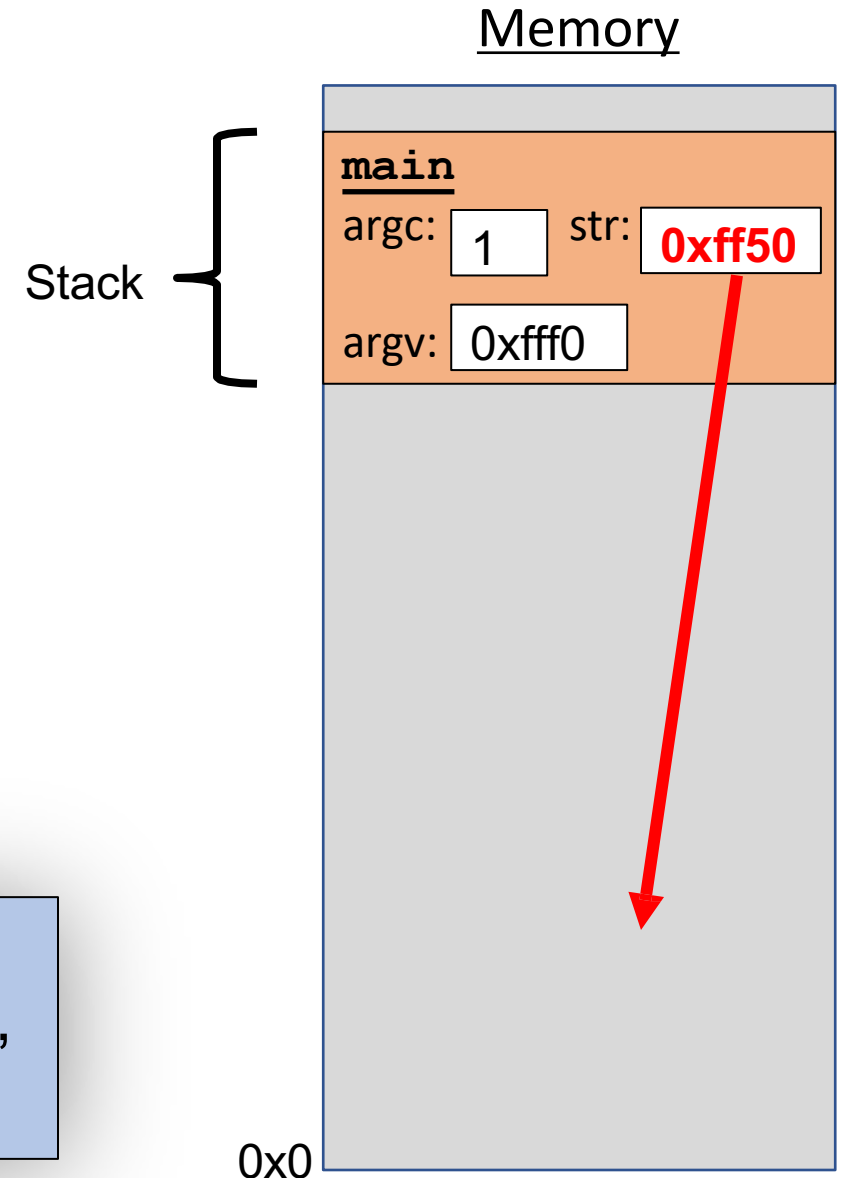 Memory
main
argc: 1 str: 0xff50
Stack
argv: 0xfff0
,
0x0